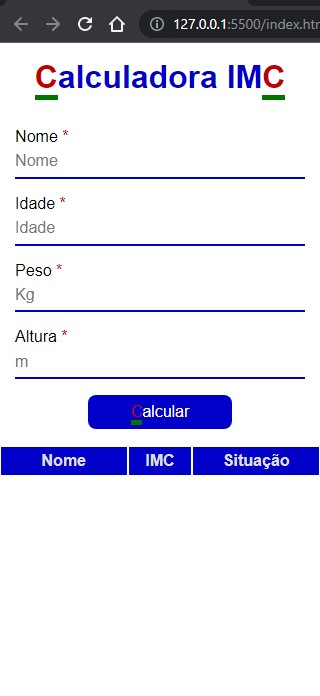 127.0.0.1:5500/index.htm
Calculadora IMC
Nome *
Nome
Idade *
Idade
Peso *
Kg
Altura *
m
Calcular
Nome IMC Situação